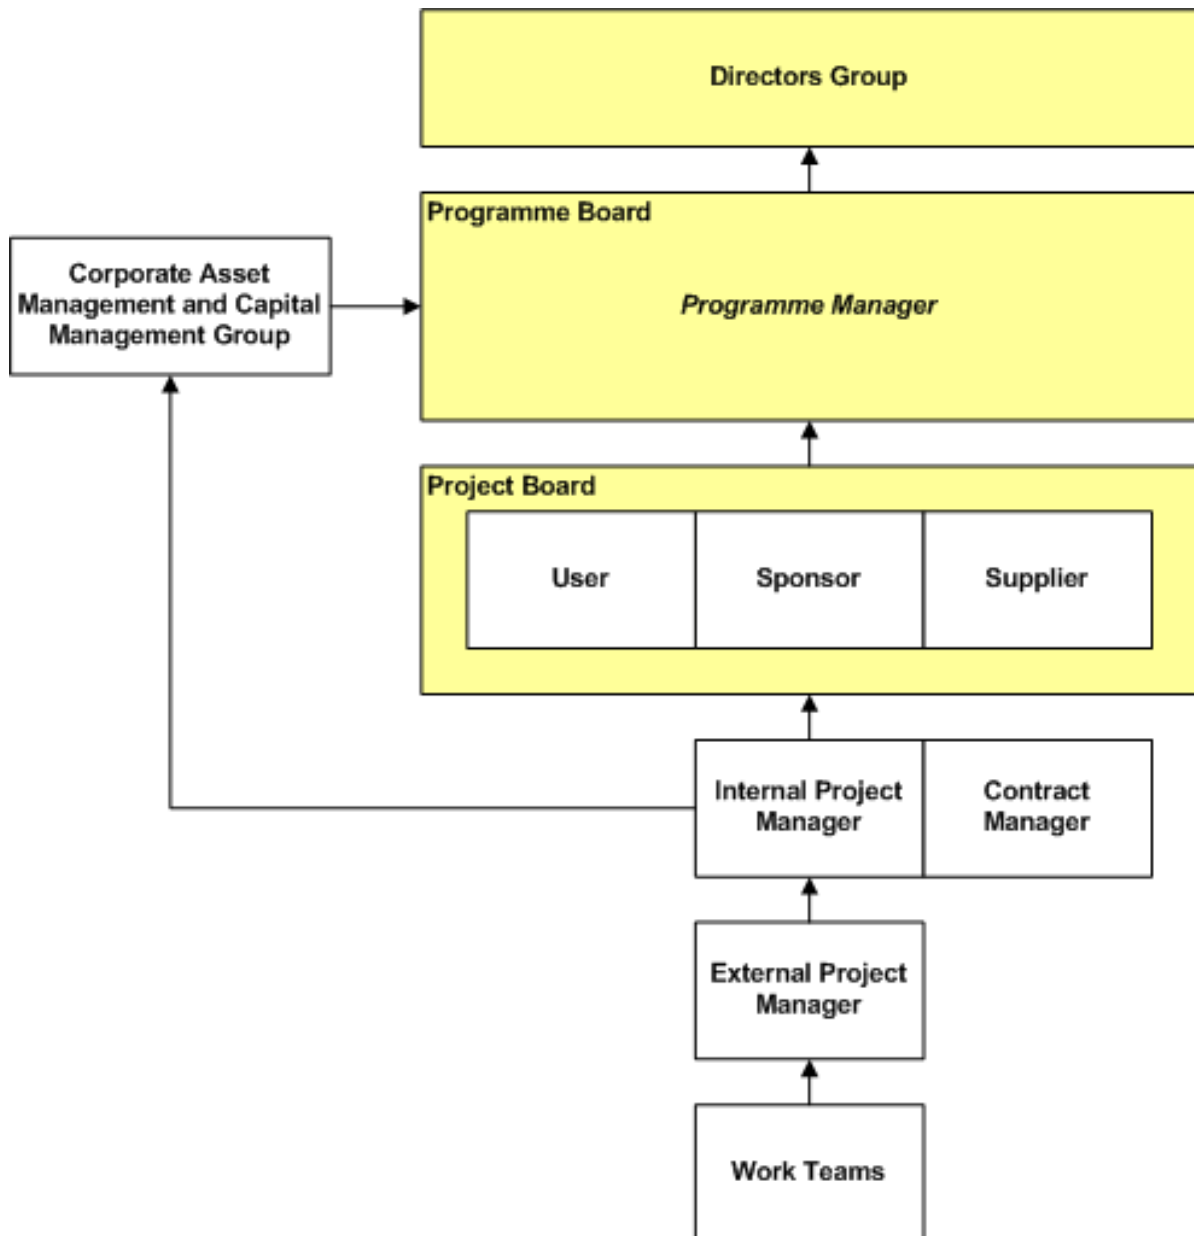 Directors Group
Programme Board
Programme Manager
Corporate Asset
Management and Capital
Management Group
Project Board
User
Sponsor
Supplier
Internal Project
Manager
Contract
Manager
External Project
Manager
Work Teams